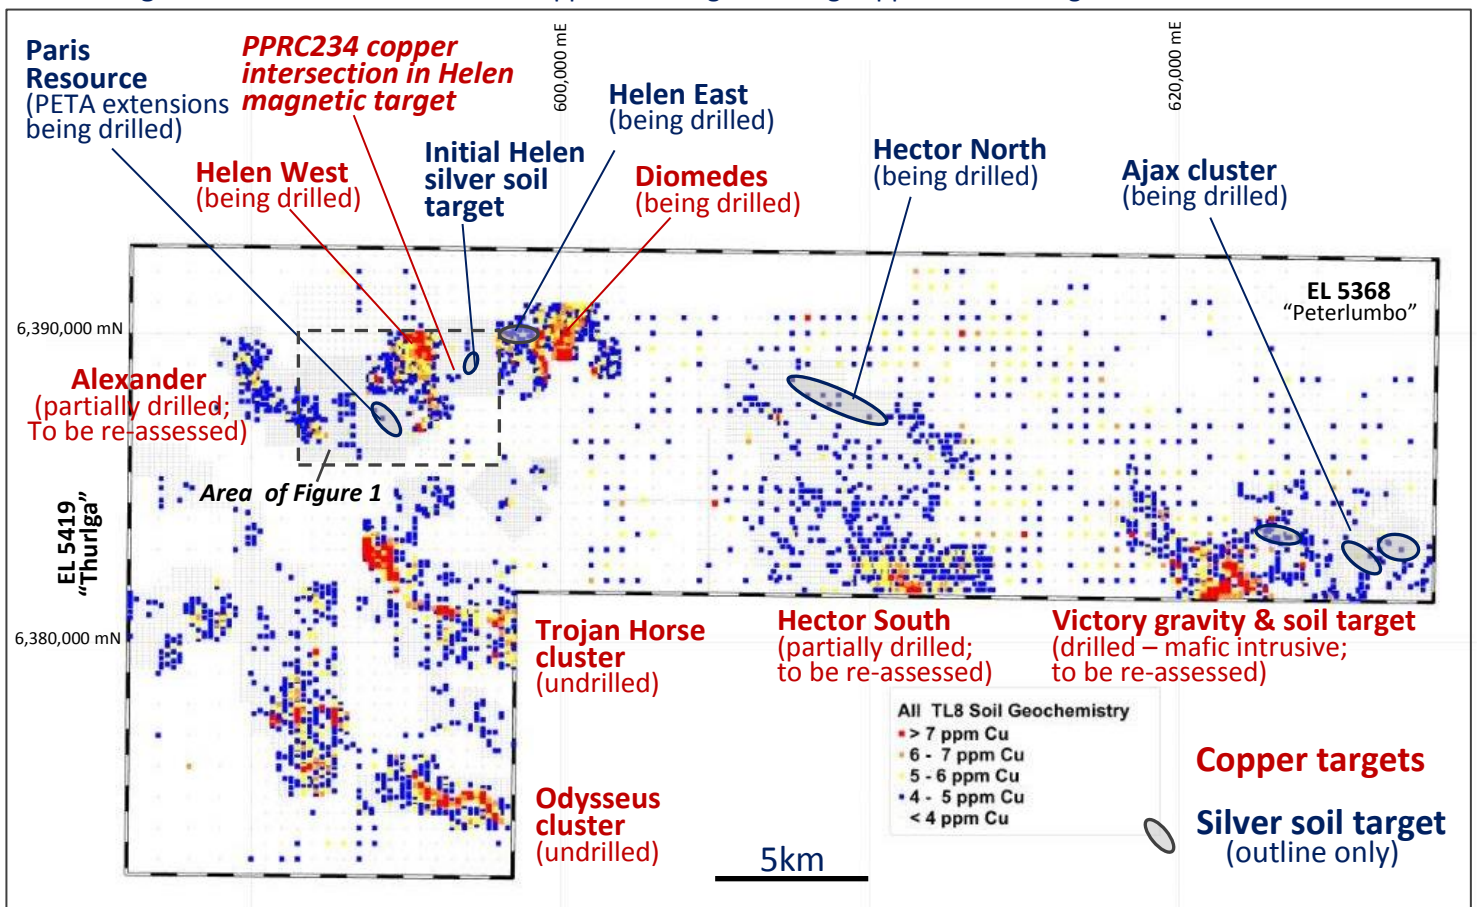 600,000 mE
620,000 mE
Paris
Resource
(PETA extensions
being drilled)
PPRC234 copper
intersection in Helen
magnetic target
Helen East
(being drilled)
Helen West
(being drilled)
Initial Helen
silver soil
target
Diomedes
(being drilled)
Hector North
(being drilled)
Ajax cluster
(being drilled)
EL 5368
“Peterlumbo”
6,390,000 mN
Alexander
(partially drilled;
To be re-assessed)
Area of Figure 1
EL 5419
“Thurlga”
6,380,000 mN
Trojan Horse
cluster
(undrilled)
Hector South
(partially drilled;
to be re-assessed)
Victory gravity & soil target
(drilled – mafic intrusive;
to be re-assessed)
All TL8 Soil Geochemistry
> 7 ppm Cu
6 - 7 ppm Cu
5 - 6 ppm Cu
4 - 5 ppm Cu
< 4 ppm Cu
Copper targets
Silver soil target
(outline only)
Odysseus
cluster
(undrilled)
5km